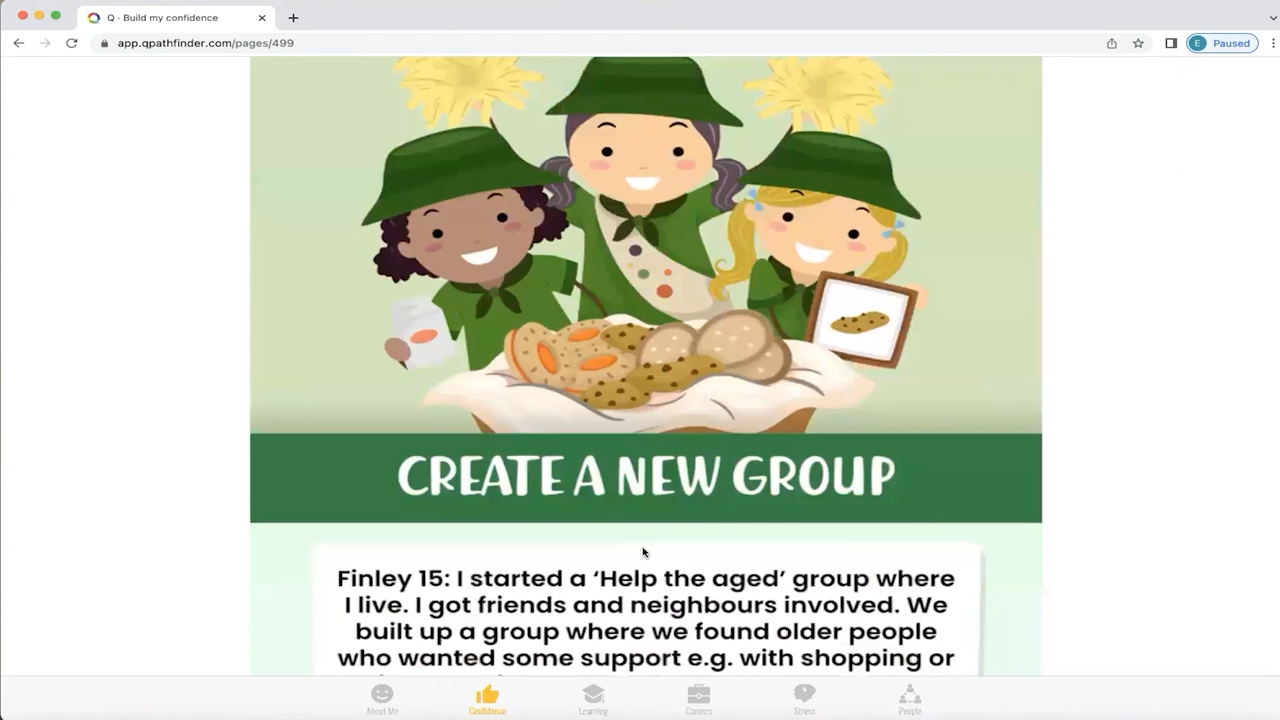 Q - Build my confidence
app.qpathfinder.com/pages/499
E Paused
CREATE A NEW GROUP
Finley 15: I started a ‘Help the aged’ group where
I live. I got friends and neighbours involved. We
built up a group where we found older people
who wanted some support e.g. with shopping or
About Me
Confidence
Learning
Careers
Stress
People